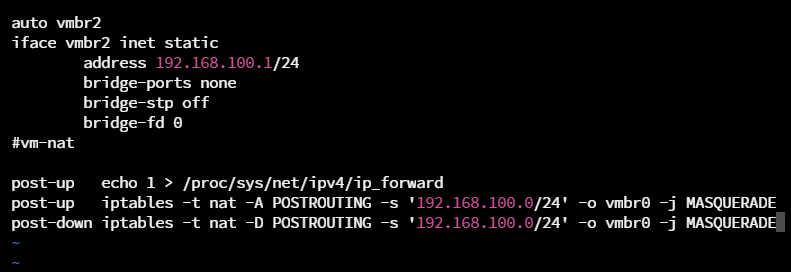 auto vmbr2
iface vmbr2 inet static
        address 192.168.100.1/24
        bridge-ports none
        bridge-stp off
        bridge-fd 0
#vm-nat

post-up   echo 1 > /proc/sys/net/ipv4/ip_forward
post-up   iptables -t nat -A POSTROUTING -s '192.168.100.0/24' -o vmbr0 -j MASQUERADE
post-down iptables -t nat -D POSTROUTING -s '192.168.100.0/24' -o vmbr0 -j MASQUERADE
~
~